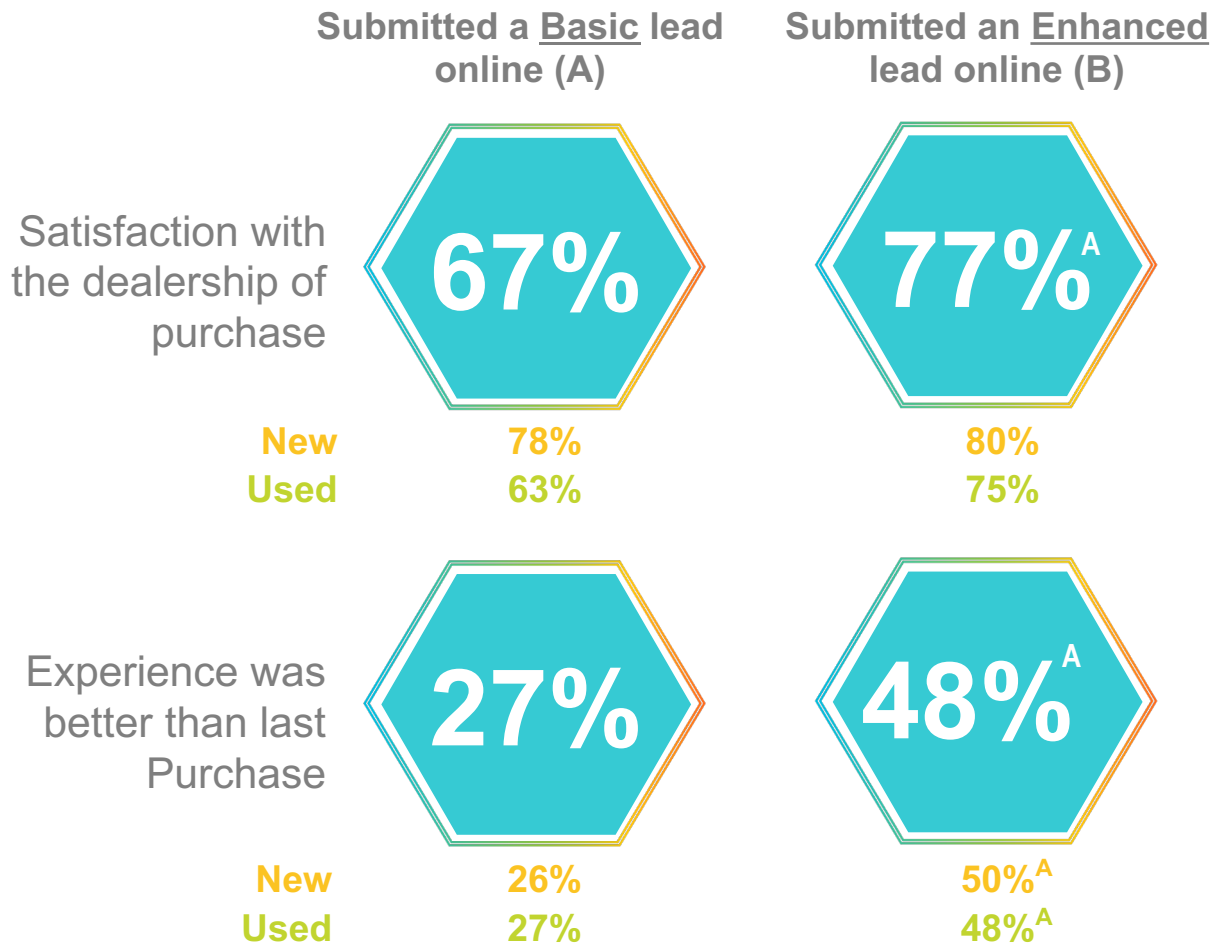 Submitted a Basic lead
online (A)
Submitted an Enhanced
lead online (B)
Satisfaction with
the dealership of
purchase
67%
77%A
New 78% 80%
Used 63% 75%
Experience was
better than last
Purchase
27%
48%A
New 26% 50%A
Used 27% 48%A